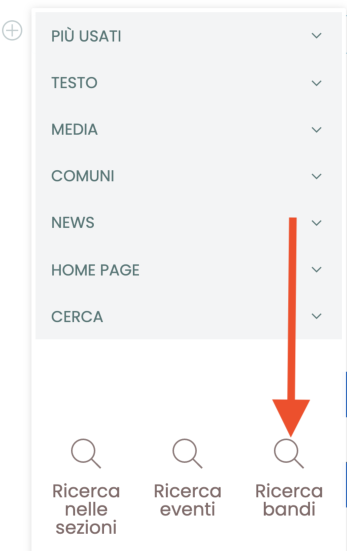 PIÙ USATI
TESTO
MEDIA
COMUNI
NEWS
HOME PAGE
CERCA
Ricerca nelle sezioni
Ricerca eventi
Ricerca bandi